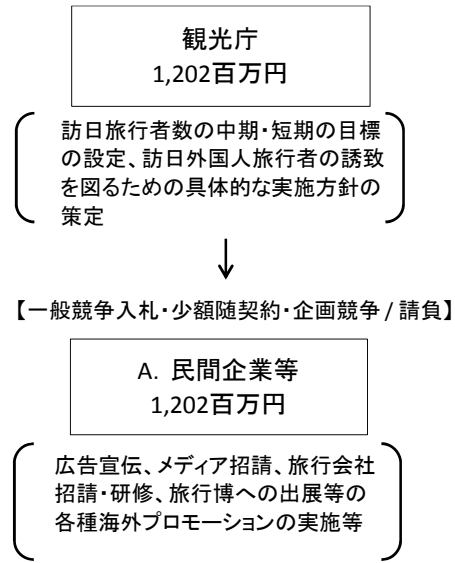 観光庁
1,202百万円
訪日旅行者数の中期・短期の目標
の設定、訪日外国人旅行者の誘致
を図るための具体的な実施方針の
策定
【一般競争入札・少額随契約・企画競争 / 請負】
A. 民間企業等
1,202百万円
広告宣伝、メディア招請、旅行会社
招請・研修、旅行博への出展等の
各種海外プロモーションの実施等